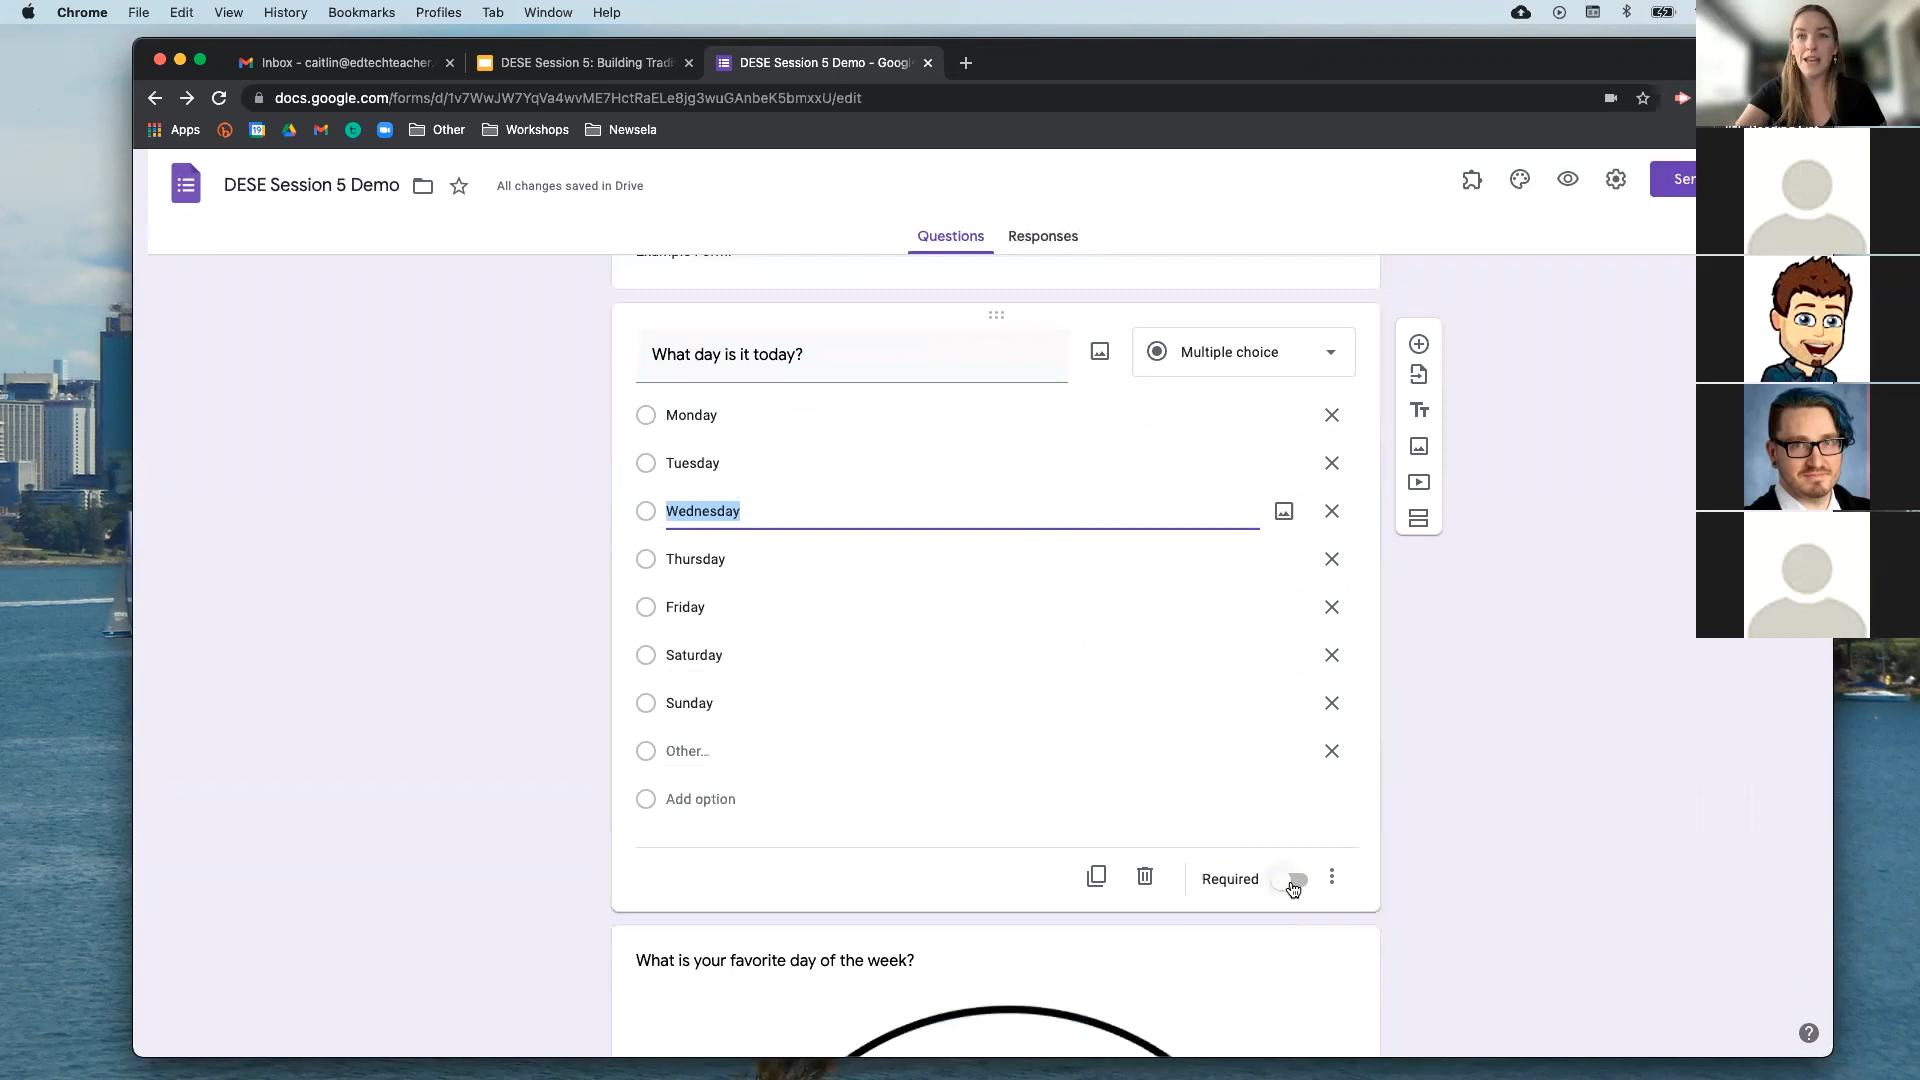 Chrome File Edit View History Bookmarks Profiles Tab Window Help
Inbox - caitlin@edtechteacher. DESE Session 5: Building Tradi DESE Session 5 Demo - Googl
docs.google.com/forms/d/1v7WwJW7YqVa4wvME7HctRaELe8jg3wuGAnbeK5bmxxU/edit
Apps 19 Other Workshops Newsela
DESE Session 5 Demo All changes saved in Drive Ser
Questions Responses
What day is it today? Multiple choice
Monday
Tuesday
Wednesday
Thursday
Friday
Saturday
Sunday
Other...
Add option
Required
What is your favorite day of the week?